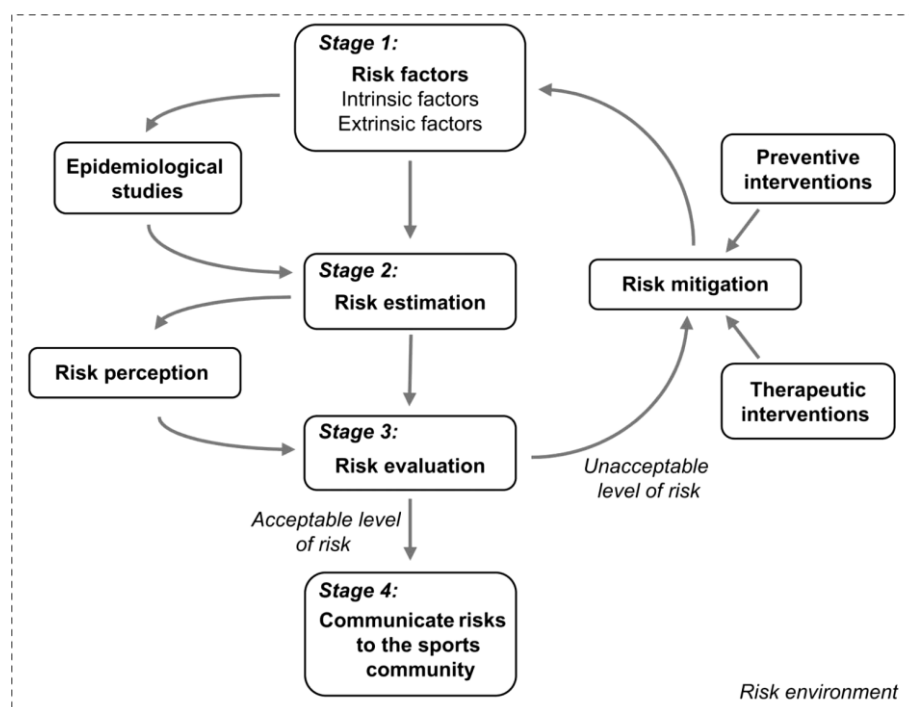 Stage 1:
Risk factors
Intrinsic factors
Extrinsic factors
Epidemiological
studies
Preventive
interventions
Stage 2:
Risk estimation
Risk mitigation
Risk perception
Therapeutic
interventions
Stage 3:
Risk evaluation
Unacceptable
level of risk
Acceptable level
of risk
Stage 4:
Communicate risks
to the sports
community
Risk environment